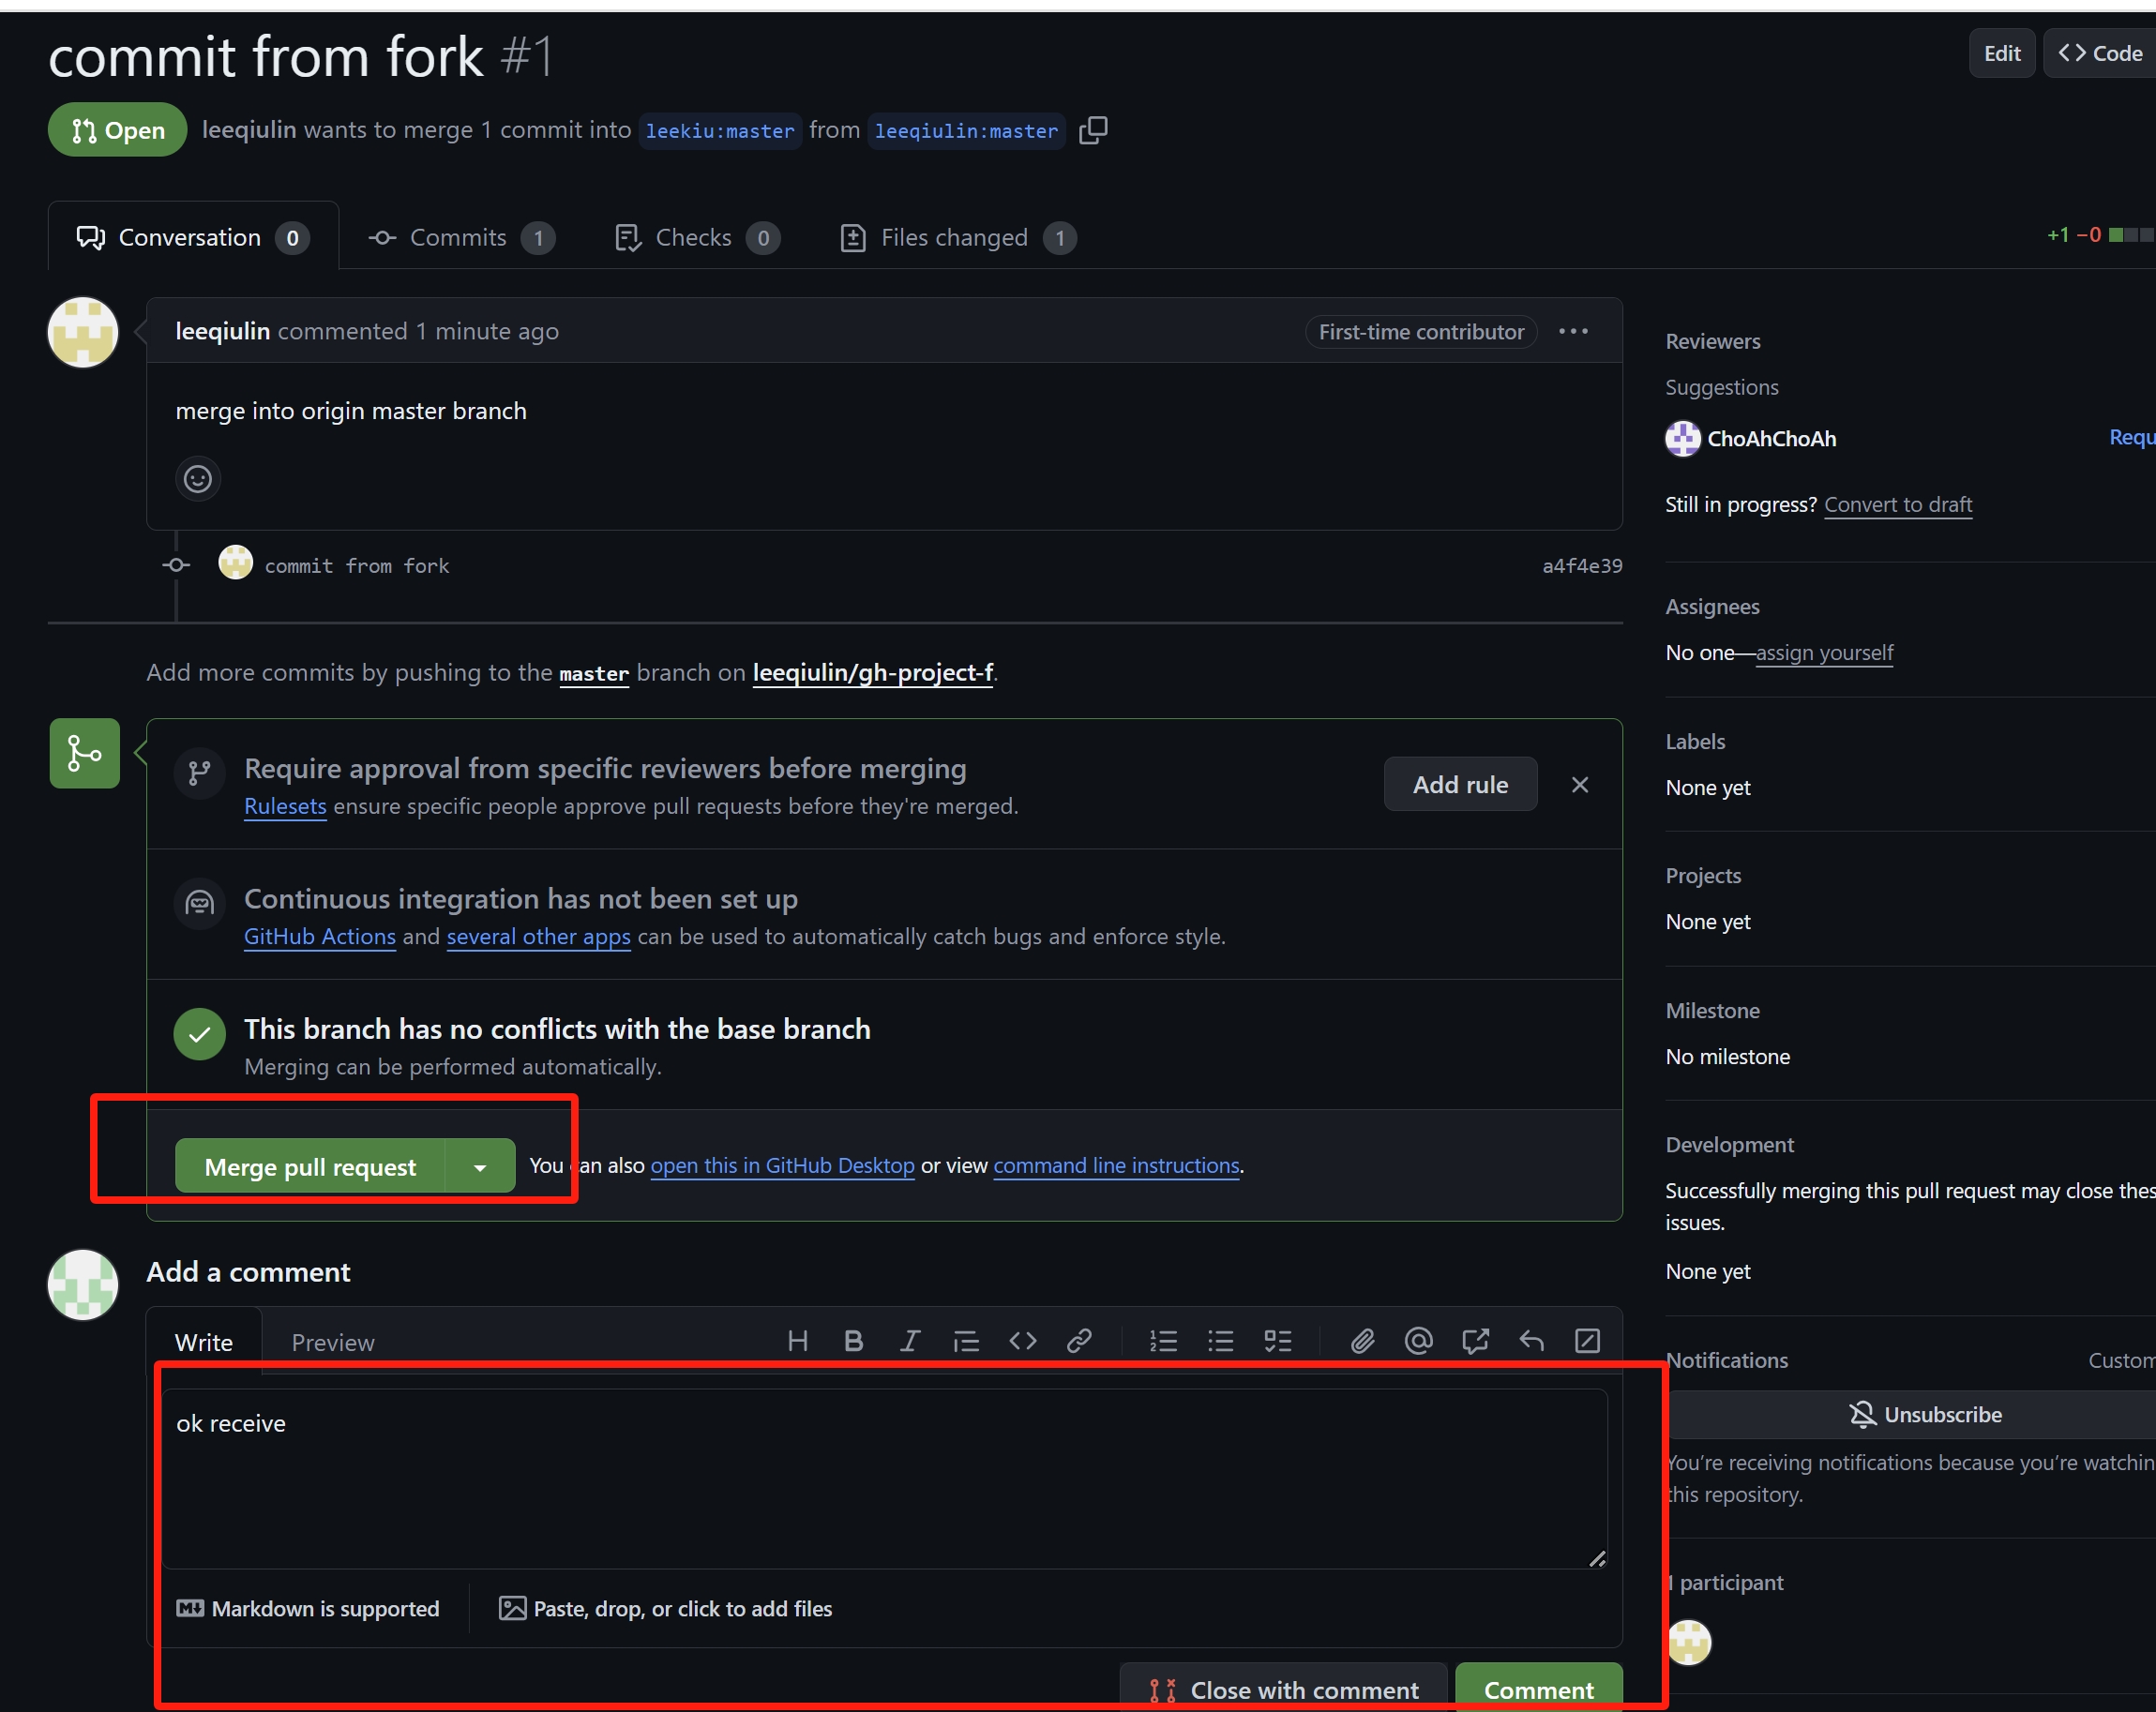 commit from fork #1
Edit
Code
Open
leeqiulin wants to merge 1 commit into leekiu:master from leeqiulin:master
Conversation 0
Commits 1
Checks 0
Files changed 1
+1 −0
leeqiulin commented 1 minute ago
First-time contributor
merge into origin master branch
commit from fork
a4f4e39
Add more commits by pushing to the master branch on leeqiulin/gh-project-f.
Require approval from specific reviewers before merging
Rulesets ensure specific people approve pull requests before they're merged.
Add rule
Continuous integration has not been set up
GitHub Actions and several other apps can be used to automatically catch bugs and enforce style.
This branch has no conflicts with the base branch
Merging can be performed automatically.
Merge pull request
You can also open this in GitHub Desktop or view command line instructions.
Add a comment
Write
Preview
ok receive
Markdown is supported
Paste, drop, or click to add files
Close with comment
Comment
Reviewers
Suggestions
ChoAhChoAh
Requ
Still in progress? Convert to draft
Assignees
No one—assign yourself
Labels
None yet
Projects
None yet
Milestone
No milestone
Development
Successfully merging this pull request may close thes
issues.
None yet
Notifications
Custom
Unsubscribe
You're receiving notifications because you're watchin
this repository.
1 participant